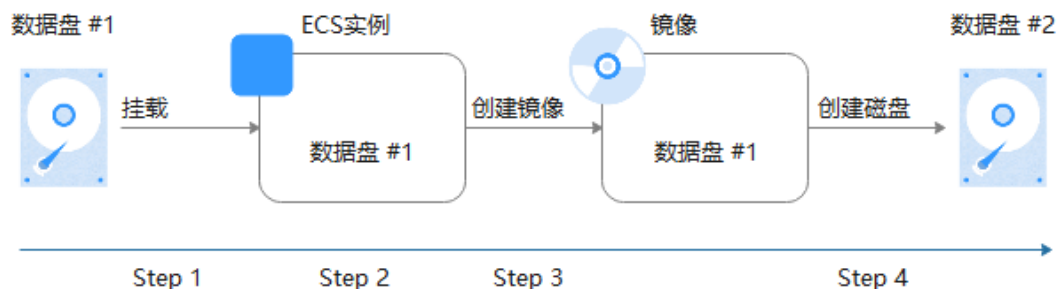 数据盘 #1
ECS实例
镜像
数据盘 #2
挂载
创建镜像
创建磁盘
数据盘 #1
数据盘 #1
Step 1
Step 2
Step 3
Step 4